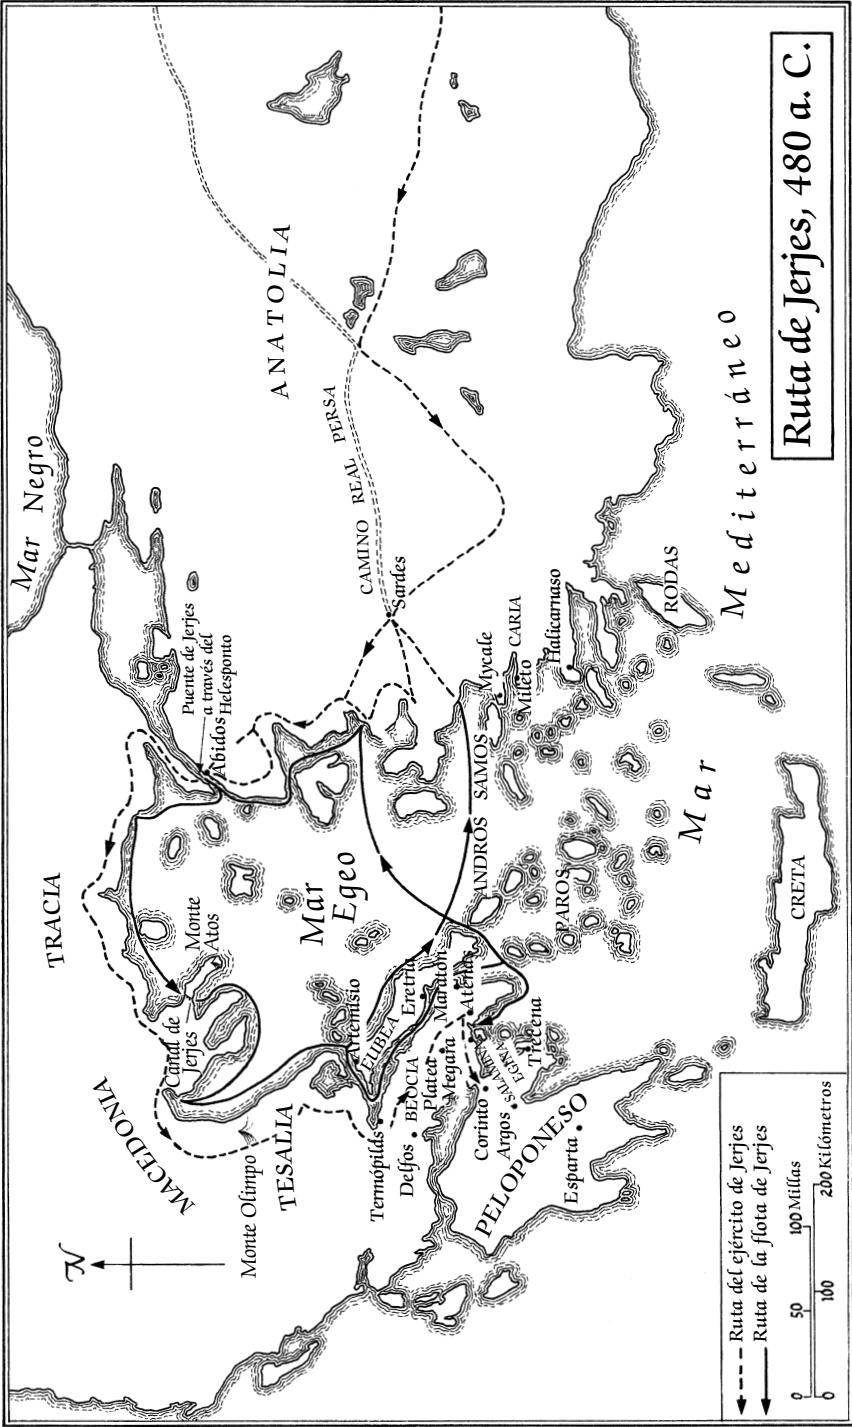 Ruta de Jerjes, 480 a. C.
Mar Negro
ANATOLIA
CAMINO REAL PERSA
Sardes
Puente de Jerjes
a través del
Helesponto
Abidos
TRACIA
MACEDONIA
Monte
Atos
Canal de
Jerjes
Mar
Egeo
Monte Olimpo
TESALIA
Artemisio
EUBEA
Eretria
Maratón
Atenas
Termópilas
Delfos
BEOCIA
Platea
Megara
Corinto
SALAMINA
EGINA
Argos
Trecena
PELOPONESO
Esparta
ANDROS
SAMOS
PAROS
Mycale
CARIA
Mileto
Halicarnaso
RODAS
CRETA
Mar Mediterráneo
N
Ruta del ejército de Jerjes
Ruta de la flota de Jerjes
0 50 100 Millas
0 100 200 Kilómetros